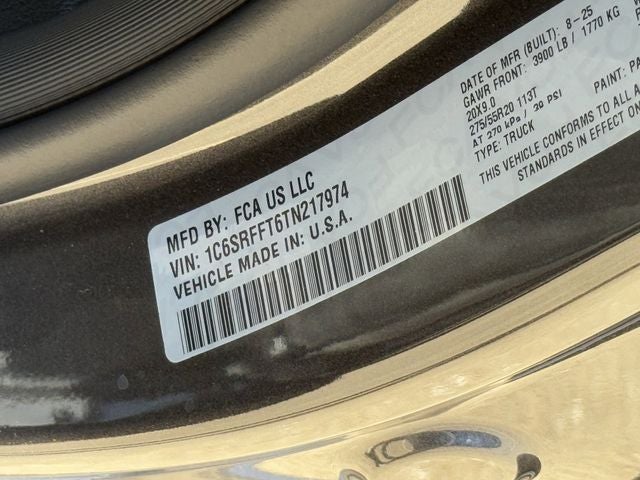 MFD BY: FCA US LLC
VIN: 1C6SRFFT6TN217974
VEHICLE MADE IN: U.S.A.
DATE OF MFR (BUILT): 8-25
GAWR FRONT: 3900 LB / 1770 KG
20X9.0
275/55R20 113T
AT 270 kPa / 39 PSI
TYPE: TRUCK
PAINT: PA
THIS VEHICLE CONFORMS TO ALL A
STANDARDS IN EFFECT ON